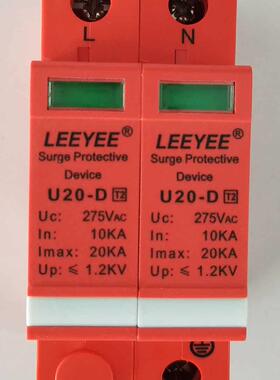 L N
LEEYEE® LEEYEE®
Surge Protective Surge Protective
Device Device
U20-D T2 U20-D T2
Uc: 275VAC Uc: 275VAC
In: 10KA In: 10KA
Imax: 20KA Imax: 20KA
Up: ≤ 1.2KV Up: ≤ 1.2KV